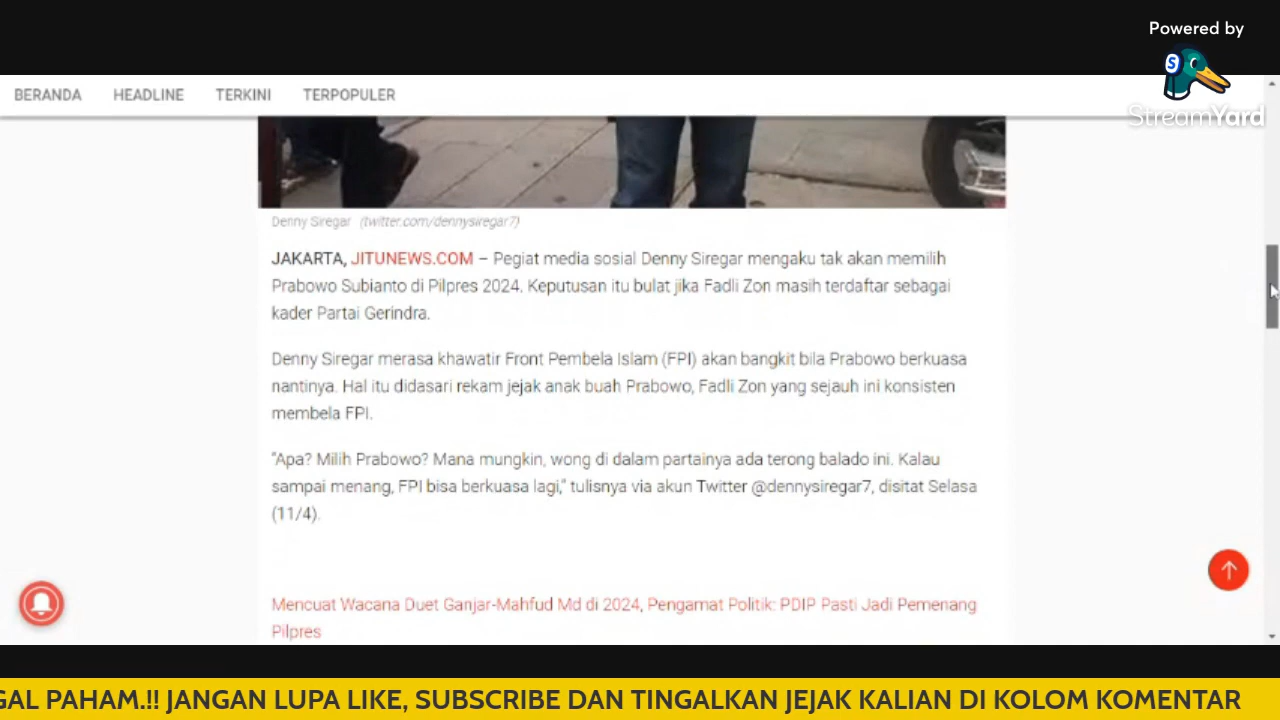 Powered by
S
StreamYard
BERANDA HEADLINE TERKINI TERPOPULER
Denny Siregar (twitter.com/dennysiregar7)
JAKARTA, JITUNEWS.COM – Pegiat media sosial Denny Siregar mengaku tak akan memilih
Prabowo Subianto di Pilpres 2024. Keputusan itu bulat jika Fadli Zon masih terdaftar sebagai
kader Partai Gerindra.
Denny Siregar merasa khawatir Front Pembela Islam (FPI) akan bangkit bila Prabowo berkuasa
nantinya. Hal itu didasari rekam jejak anak buah Prabowo, Fadli Zon yang sejauh ini konsisten
membela FPI.
"Apa? Milih Prabowo? Mana mungkin, wong di dalam partainya ada terong balado ini. Kalau
sampai menang, FPI bisa berkuasa lagi," tulisnya via akun Twitter @dennysiregar7, disitat Selasa
(11/4).
Mencuat Wacana Duet Ganjar-Mahfud Md di 2024, Pengamat Politik: PDIP Pasti Jadi Pemenang
Pilpres
GAL PAHAM.!! JANGAN LUPA LIKE, SUBSCRIBE DAN TINGALKAN JEJAK KALIAN DI KOLOM KOMENTAR